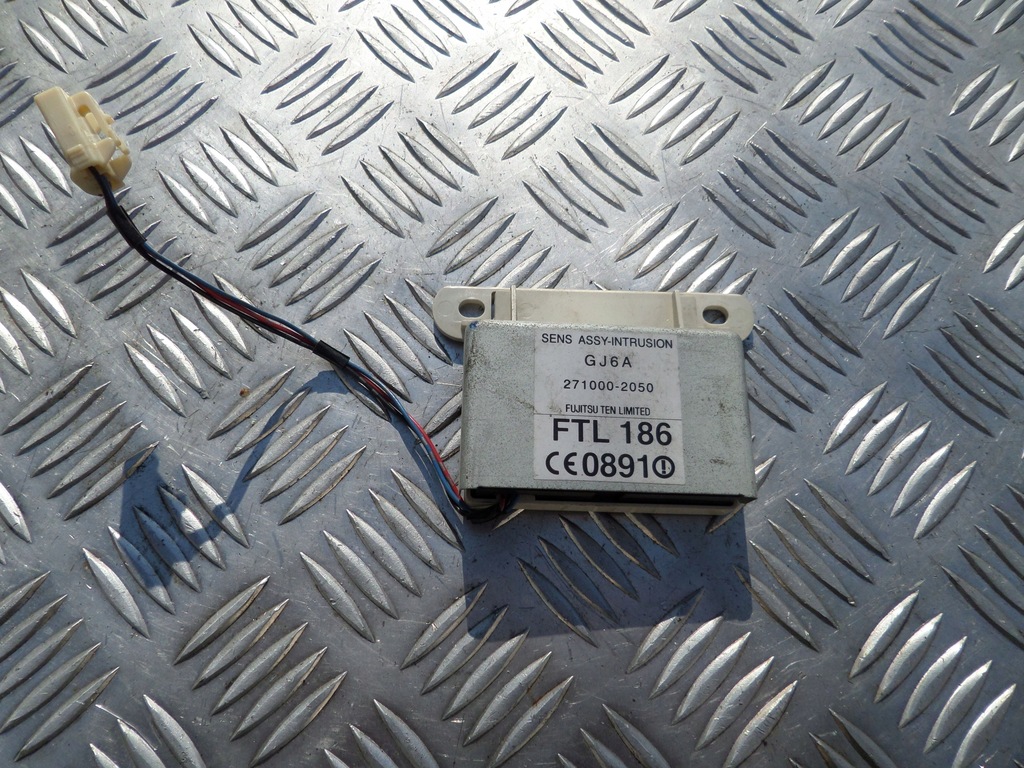 SENS ASSY-INTRUSION
GJ6A
271000-2050
FUJITSU TEN LIMITED
FTL 186
CE0891